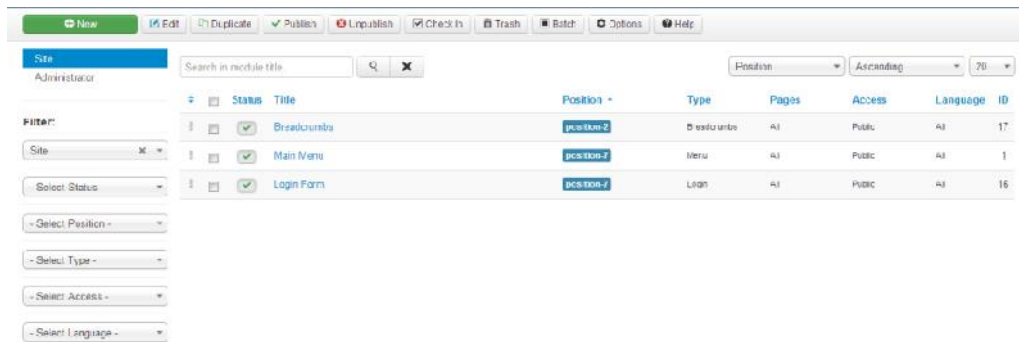 New Edit Duplicate Publish Unpublish Check In Trash Batch Options Help
Site
Administrator
Search in module title
Position Ascending 20
Status Title Position Type Pages Access Language ID
Filter:
Breadcrumbs position-2 Breadcrumbs All Public All 17
Site
Main Menu position-7 Menu All Public All 1
- Select Status -
Login Form position-7 Login All Public All 16
- Select Position -
- Select Type -
- Select Access -
- Select Language -